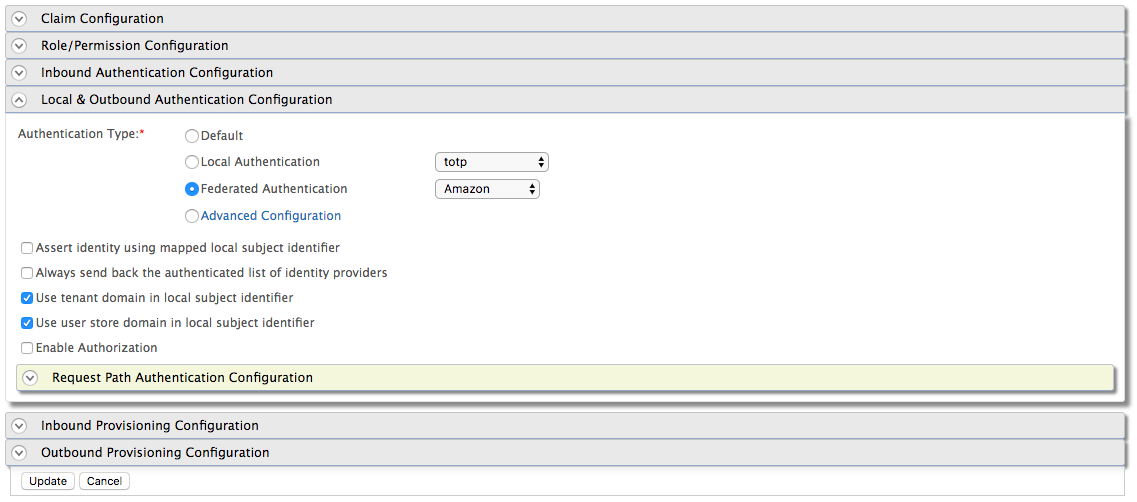 Claim Configuration
Role/Permission Configuration
Inbound Authentication Configuration
Local & Outbound Authentication Configuration
Authentication Type:* Default
Local Authentication totp
Federated Authentication Amazon
Advanced Configuration
Assert identity using mapped local subject identifier
Always send back the authenticated list of identity providers
Use tenant domain in local subject identifier
Use user store domain in local subject identifier
Enable Authorization
Request Path Authentication Configuration
Inbound Provisioning Configuration
Outbound Provisioning Configuration
Update Cancel